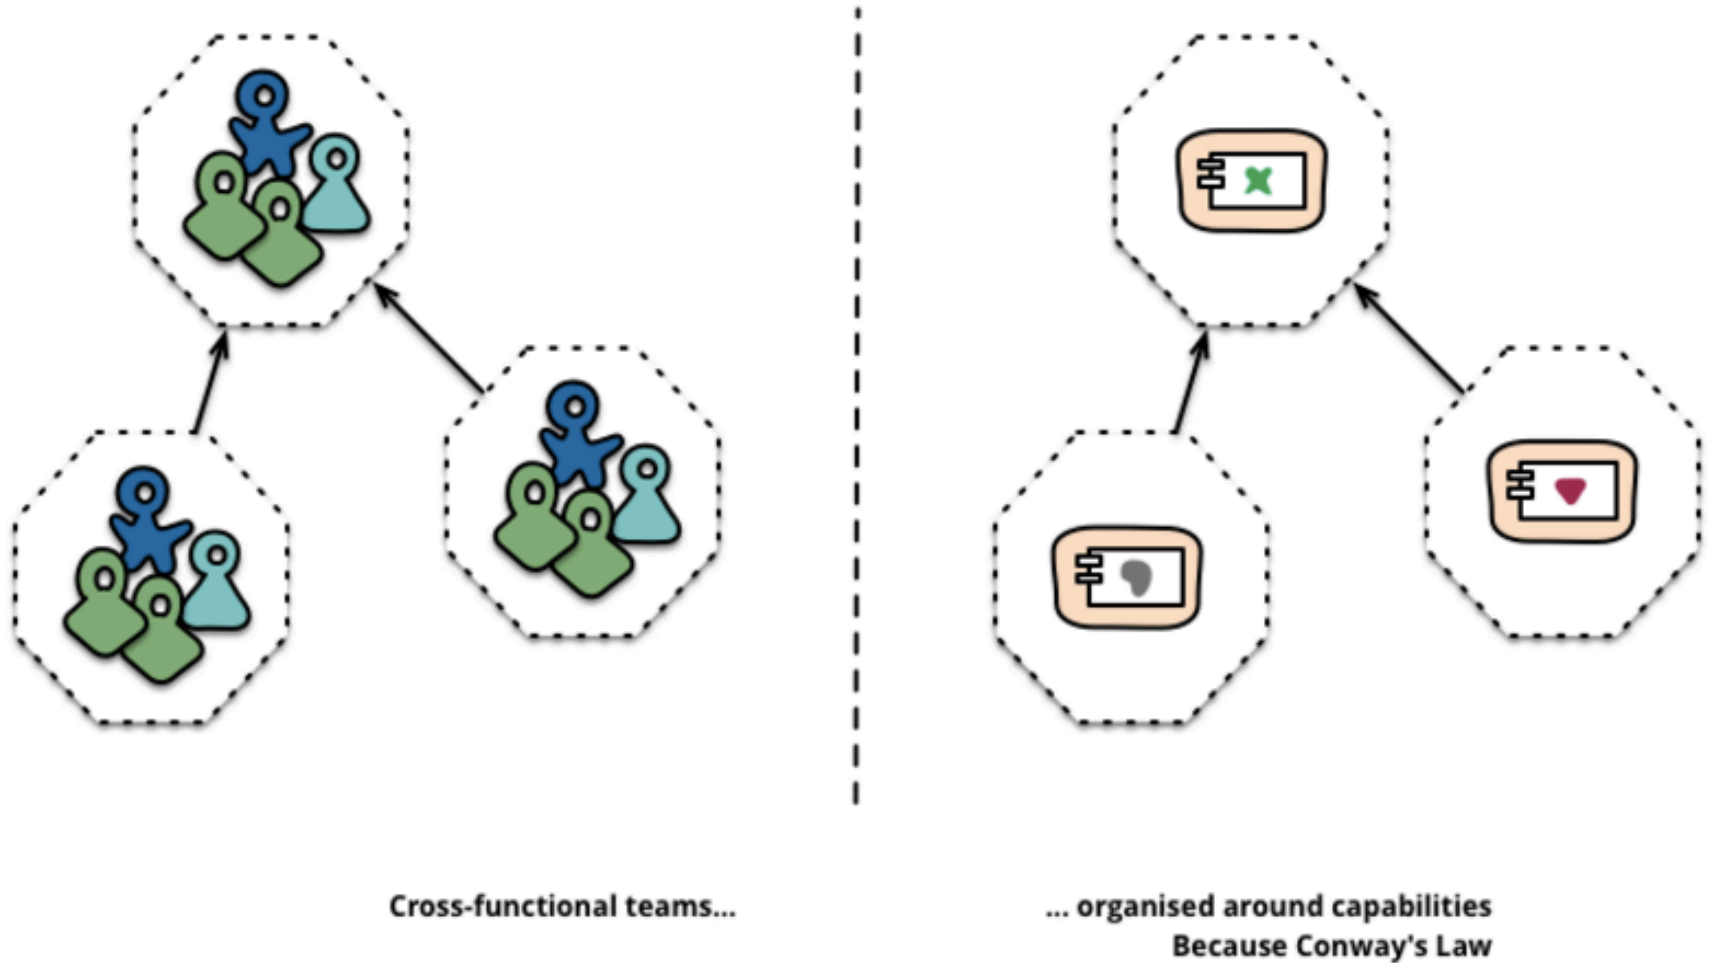 Cross-functional teams...
... organised around capabilities
Because Conway's Law